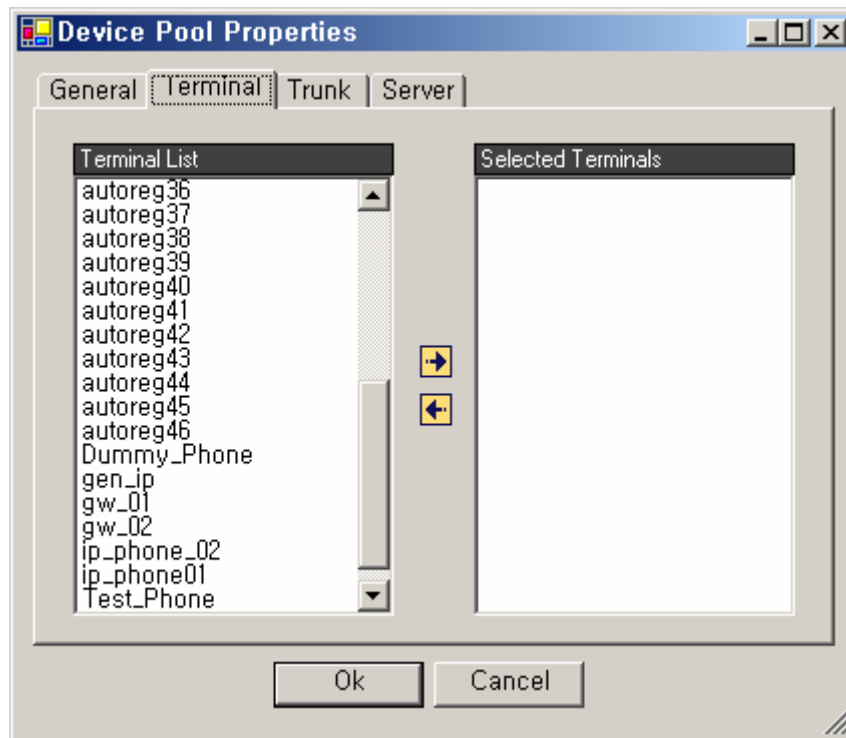 Device Pool Properties
General Terminal Trunk Server
Terminal List
autoreg36
autoreg37
autoreg38
autoreg39
autoreg40
autoreg41
autoreg42
autoreg43
autoreg44
autoreg45
autoreg46
Dummy_Phone
gen_ip
gw_01
gw_02
ip_phone_02
ip_phone01
Test_Phone
Selected Terminals
Ok Cancel